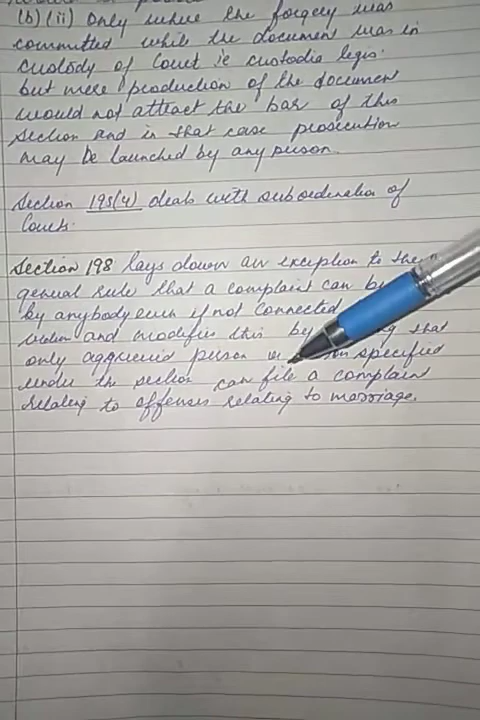 (b) (ii) Only where the forgery was
committed while the document was in
custody of Court ie custodia legis.
but mere production of the document
would not attract the bar of this
section and in that case prosecution
may be launched by any person.
Section 195(4) deals with subordination of
Courts.
Section 198 lays down an exception to the
general rule that a complaint can be
by anybody even if not connected
victim and modifies this by that
only aggrieved person or specified
under the section can file a complaint
relating to offenses relating to marriage.